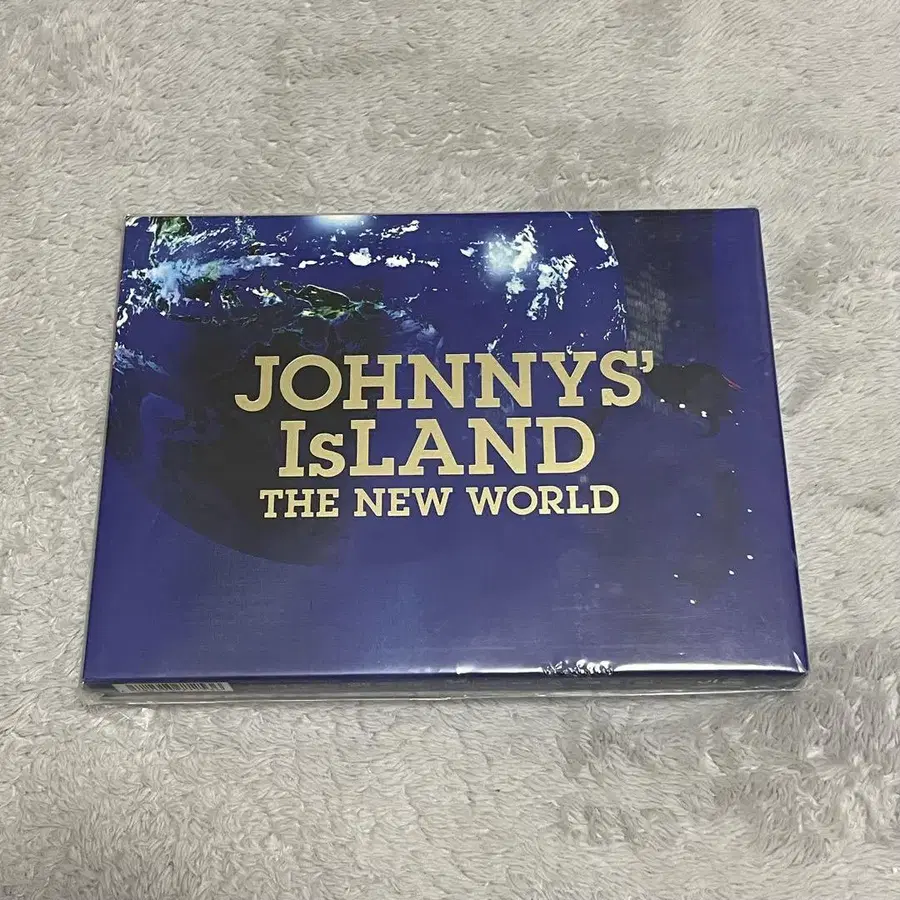 JOHNNYS'
IsLAND
THE NEW WORLD